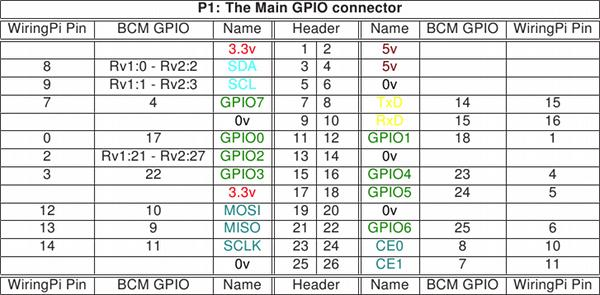 P1: The Main GPIO connector
WiringPi Pin BCM GPIO Name Header Name BCM GPIO WiringPi Pin
3.3v 1 2 5v
8 Rv1:0 - Rv2:2 SDA 3 4 5v
9 Rv1:1 - Rv2:3 SCL 5 6 0v
7 4 GPIO7 7 8 TxD 14 15
0v 9 10 RxD 15 16
0 17 GPIO0 11 12 GPIO1 18 1
2 Rv1:21 - Rv2:27 GPIO2 13 14 0v
3 22 GPIO3 15 16 GPIO4 23 4
3.3v 17 18 GPIO5 24 5
12 10 MOSI 19 20 0v
13 9 MISO 21 22 GPIO6 25 6
14 11 SCLK 23 24 CE0 8 10
0v 25 26 CE1 7 11
WiringPi Pin BCM GPIO Name Header Name BCM GPIO WiringPi Pin